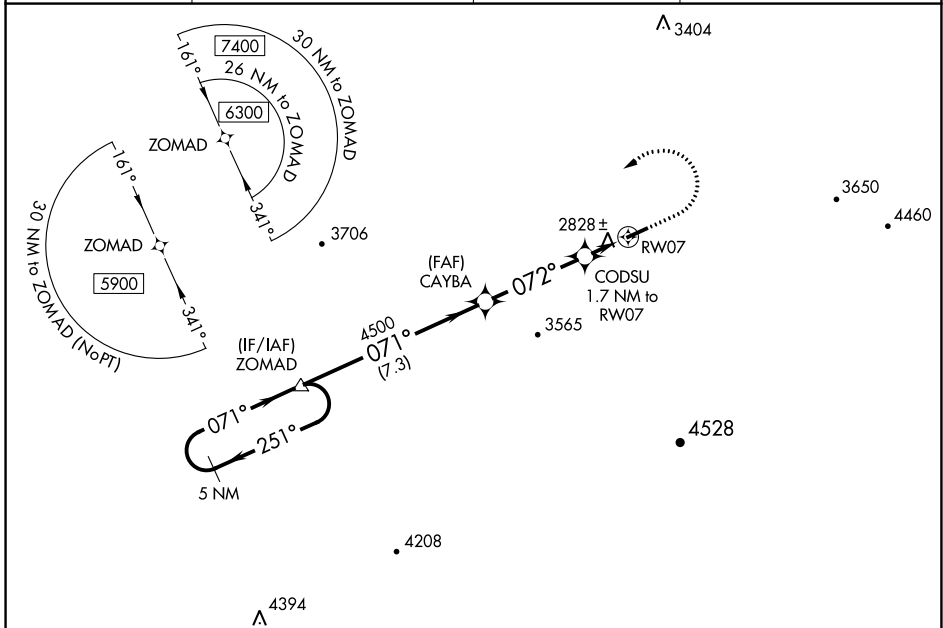 3404
7400
161°
30 NM to ZOMAD
26 NM to ZOMAD
6300
ZOMAD
341°
161°
30 NM to ZOMAD (NoPT)
ZOMAD
5900
341°
3706
3650
4460
2828±
RW07
(FAF)
CAYBA
072°
CODSU
1.7 NM to
RW07
3565
4500
071°
(7.3)
(IF/IAF)
ZOMAD
071°
251°
5 NM
4528
4208
4394